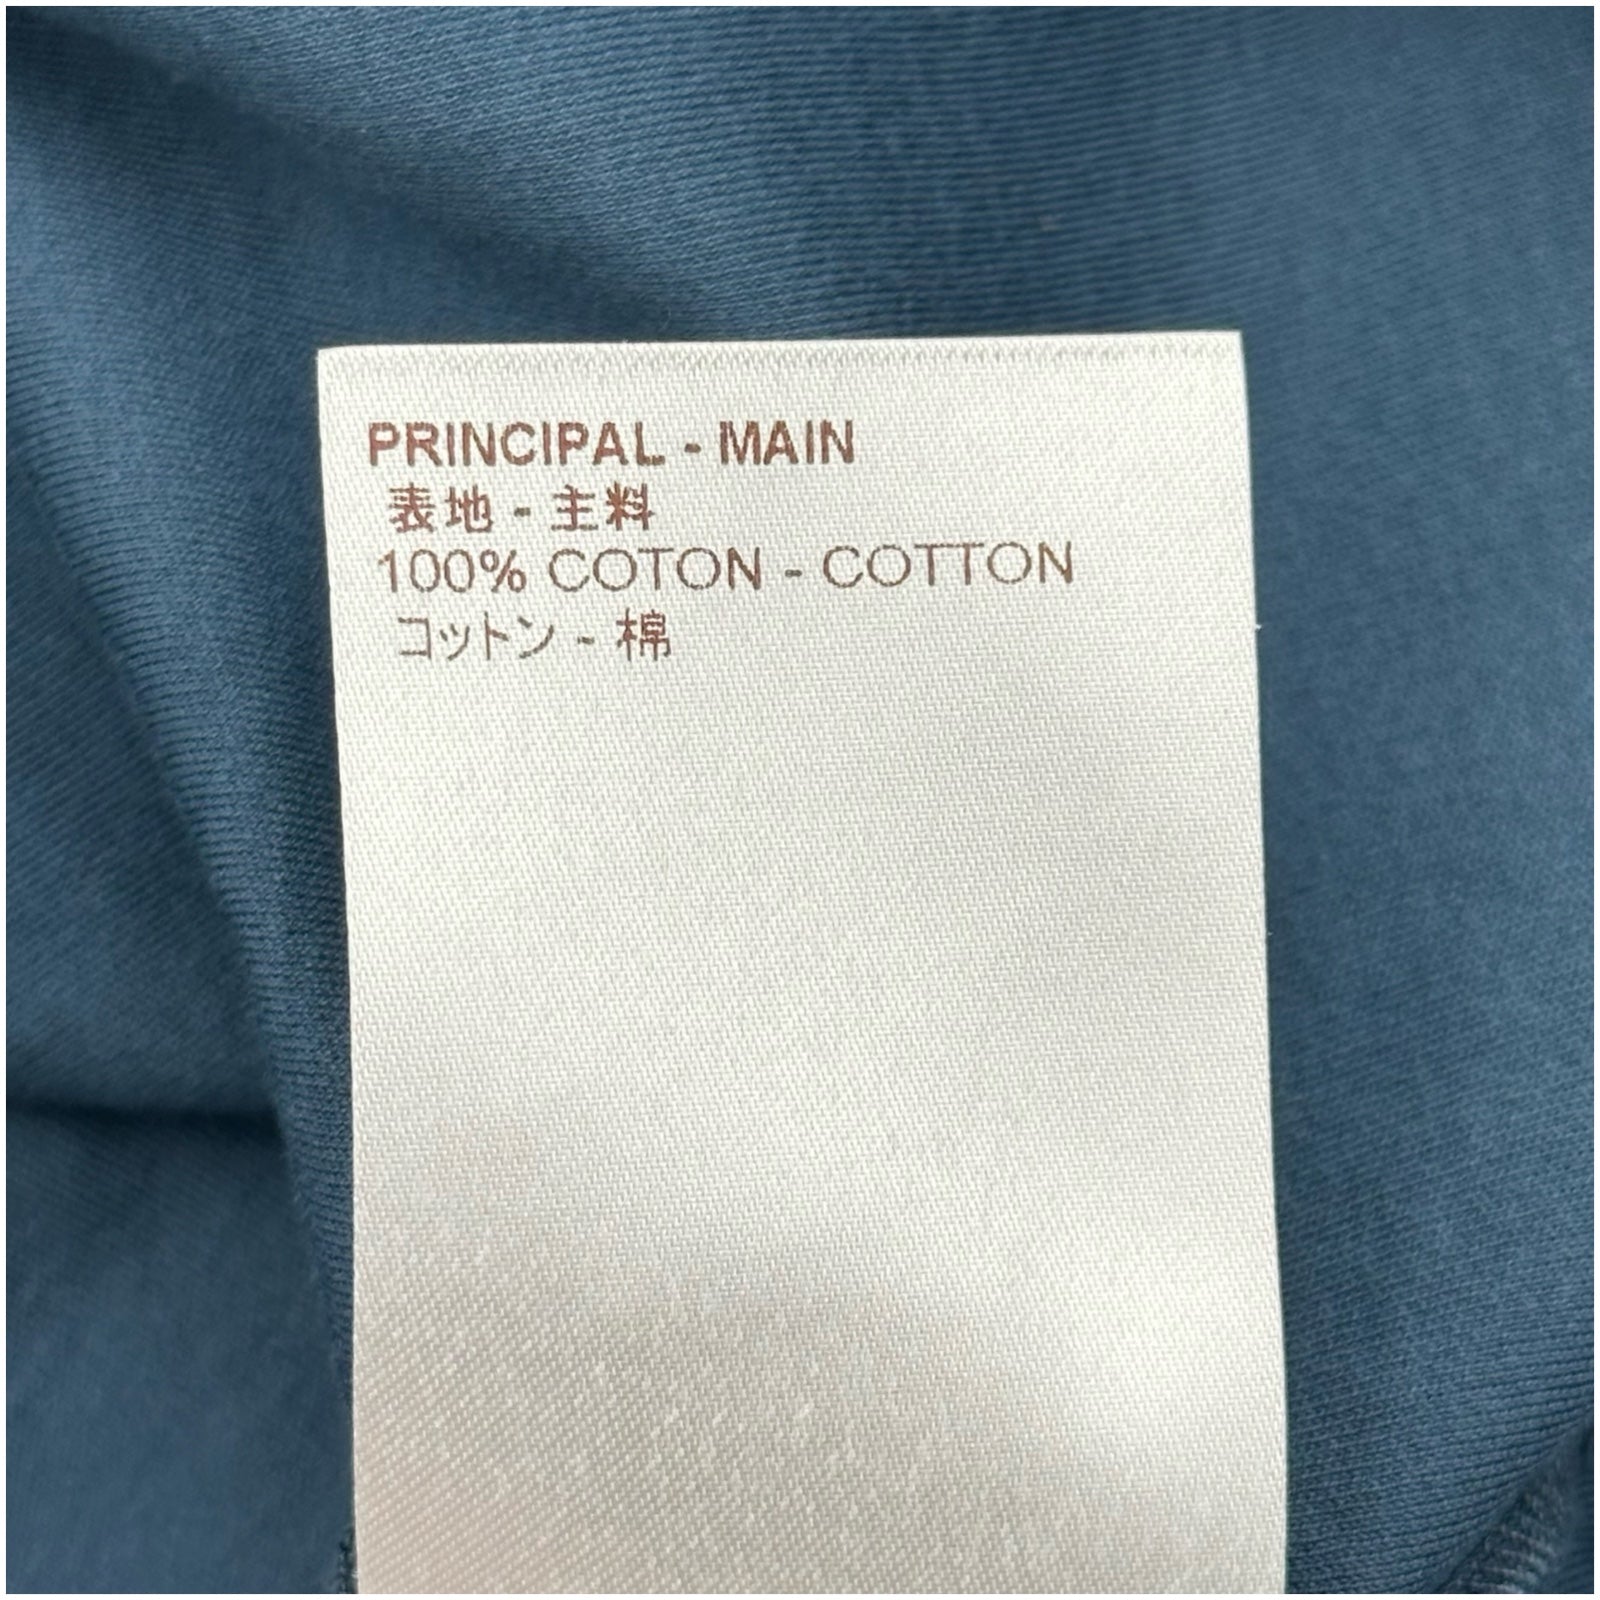 PRINCIPAL - MAIN
表地 - 主料
100% COTON - COTTON
コットン - 棉